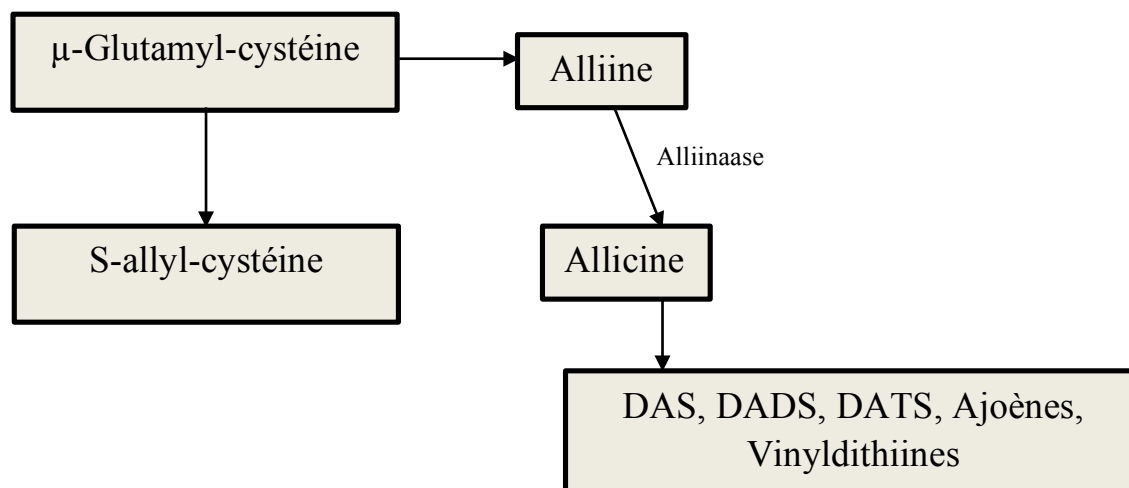 µ-Glutamyl-cystéine
Alliine
Alliinaase
S-allyl-cystéine
Allicine
DAS, DADS, DATS, Ajoènes,
Vinyldithiines